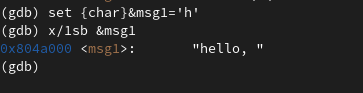 (gdb) set {char}&msg1='h'
(gdb) x/1sb &msg1
0x804a000 <msg1>:        "hello, "
(gdb)